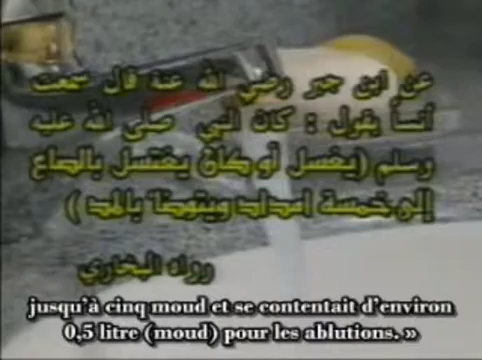 عن ابن جبر رضي الله عنه قال سمعت
أنساً يقول : كان النبي صلى الله عليه
وسلم (يغسل أو كان يغتسل بالصاع
إلى خمسة امداد ويتوضأ بالمد )
رواه البخاري
jusqu'à cinq moud et se contentait d'environ
0,5 litre (moud) pour les ablutions. »